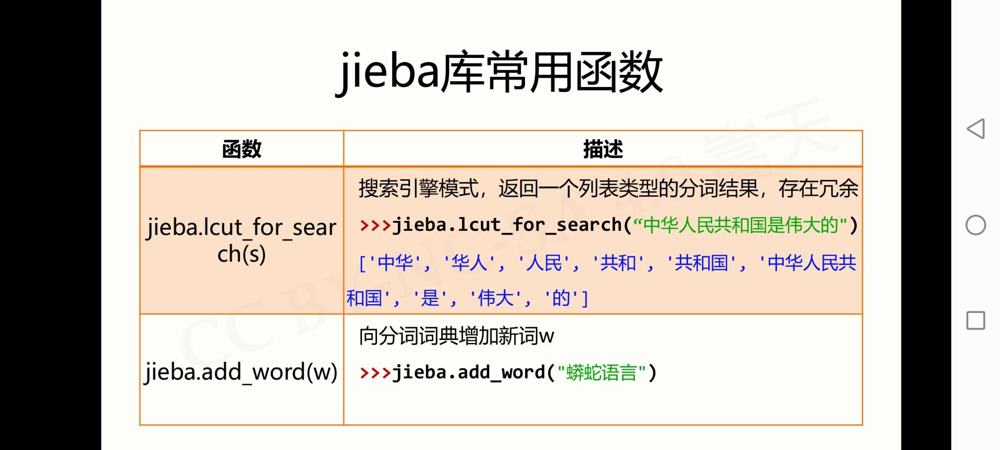 jieba库常用函数
函数
描述
jieba.lcut_for_sear
ch(s)
搜索引擎模式，返回一个列表类型的分词结果，存在冗余
>>>jieba.lcut_for_search(“中华人民共和国是伟大的")
['中华', '华人', '人民', '共和', '共和国', '中华人民共
和国', '是', '伟大', '的']
jieba.add_word(w)
向分词词典增加新词w
>>>jieba.add_word("蟒蛇语言")
CC BY-NC-SA 4.0 嵩天